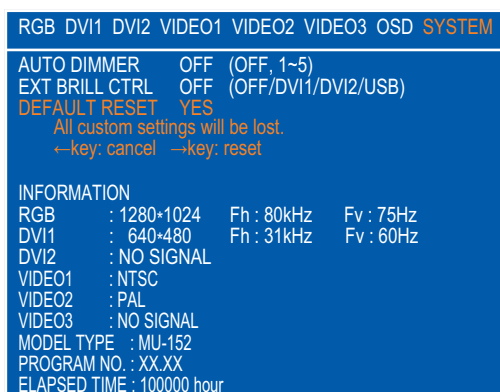 RGB DVI1 DVI2 VIDEO1 VIDEO2 VIDEO3 OSD SYSTEM
AUTO DIMMER OFF (OFF, 1~5)
EXT BRILL CTRL OFF (OFF/DVI1/DVI2/USB)
DEFAULT RESET YES
All custom settings will be lost.
←key: cancel →key: reset
INFORMATION
RGB : 1280*1024 Fh : 80kHz Fv : 75Hz
DVI1 : 640*480 Fh : 31kHz Fv : 60Hz
DVI2 : NO SIGNAL
VIDEO1 : NTSC
VIDEO2 : PAL
VIDEO3 : NO SIGNAL
MODEL TYPE : MU-152
PROGRAM NO. : XX.XX
ELAPSED TIME : 100000 hour